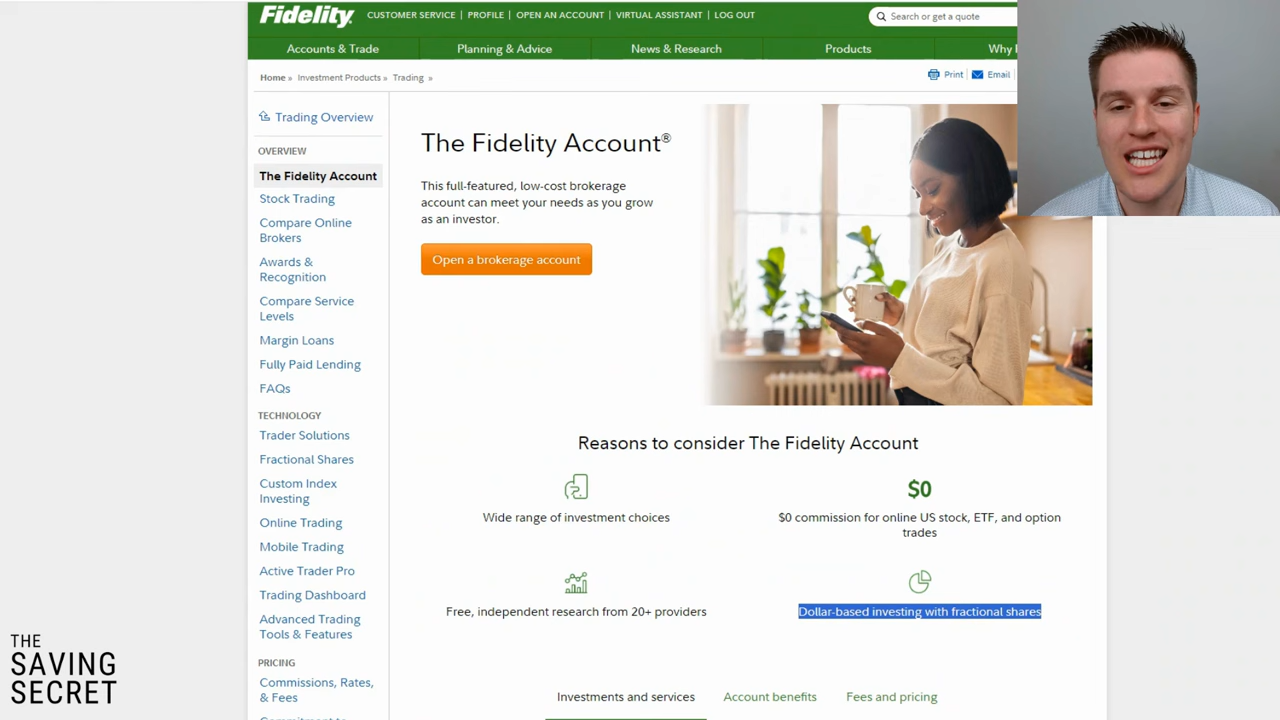 Fidelity
CUSTOMER SERVICE | PROFILE | OPEN AN ACCOUNT | VIRTUAL ASSISTANT | LOG OUT
Search or get a quote
Accounts & Trade
Planning & Advice
News & Research
Products
Why
Home » Investment Products » Trading »
Print
Email
Trading Overview
OVERVIEW
The Fidelity Account
Stock Trading
Compare Online
Brokers
Awards &
Recognition
Compare Service
Levels
Margin Loans
Fully Paid Lending
FAQs
TECHNOLOGY
Trader Solutions
Fractional Shares
Custom Index
Investing
Online Trading
Mobile Trading
Active Trader Pro
Trading Dashboard
Advanced Trading
Tools & Features
PRICING
Commissions, Rates,
& Fees
The Fidelity Account®
This full-featured, low-cost brokerage
account can meet your needs as you grow
as an investor.
Open a brokerage account
Reasons to consider The Fidelity Account
Wide range of investment choices
$0
$0 commission for online US stock, ETF, and option
trades
Free, independent research from 20+ providers
Dollar-based investing with fractional shares
Investments and services
Account benefits
Fees and pricing
THE
SAVING
SECRET